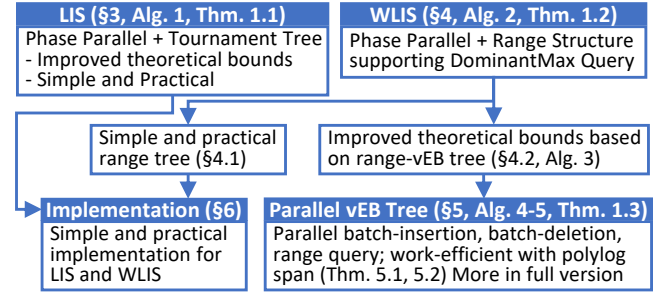 LIS (§3, Alg. 1, Thm. 1.1)
Phase Parallel + Tournament Tree
- Improved theoretical bounds
- Simple and Practical
WLIS (§4, Alg. 2, Thm. 1.2)
Phase Parallel + Range Structure
supporting DominantMax Query
Simple and practical
range tree (§4.1)
Improved theoretical bounds based
on range-vEB tree (§4.2, Alg. 3)
Implementation (§6)
Simple and practical
implementation for
LIS and WLIS
Parallel vEB Tree (§5, Alg. 4-5, Thm. 1.3)
Parallel batch-insertion, batch-deletion,
range query; work-efficient with polylog
span (Thm. 5.1, 5.2) More in full version